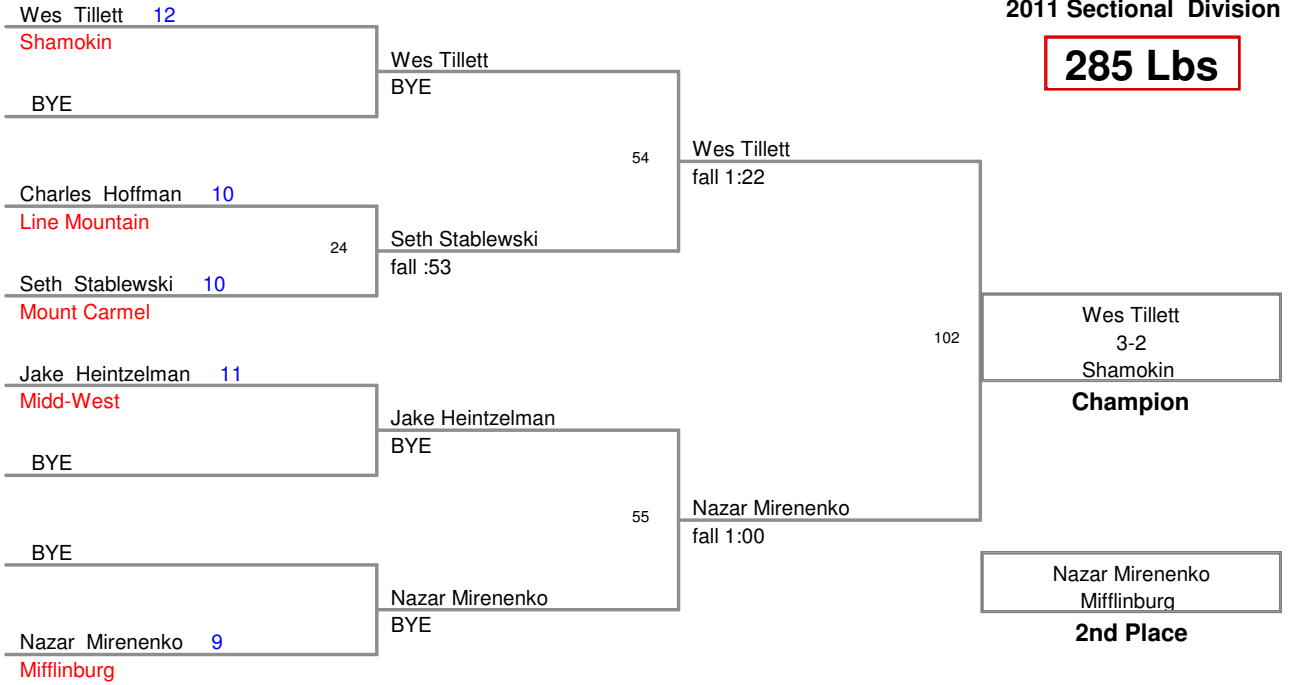 2011 Sectional Division
285 Lbs
Wes Tillett 12
Shamokin
BYE
Charles Hoffman 10
Line Mountain
24
Seth Stablewski 10
Mount Carmel
Jake Heintzelman 11
Midd-West
BYE
BYE
Nazar Mirenenko 9
Mifflinburg
Wes Tillett
BYE
54
Seth Stablewski
fall :53
Jake Heintzelman
BYE
55
Nazar Mirenenko
BYE
Wes Tillett
fall 1:22
102
Nazar Mirenenko
fall 1:00
Wes Tillett
3-2
Shamokin
Champion
Nazar Mirenenko
Mifflinburg
2nd Place